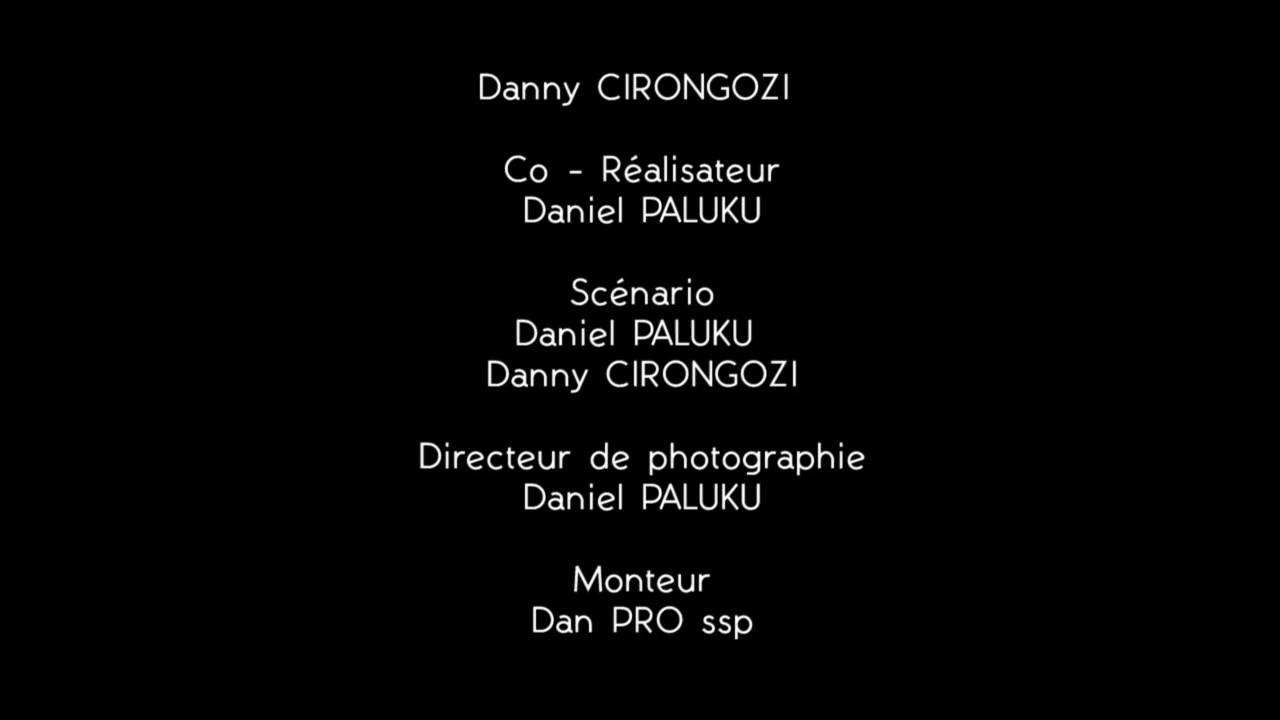 Danny CIRONGOZI
Co - Réalisateur
Daniel PALUKU
Scénario
Daniel PALUKU
Danny CIRONGOZI
Directeur de photographie
Daniel PALUKU
Monteur
Dan PRO ssp